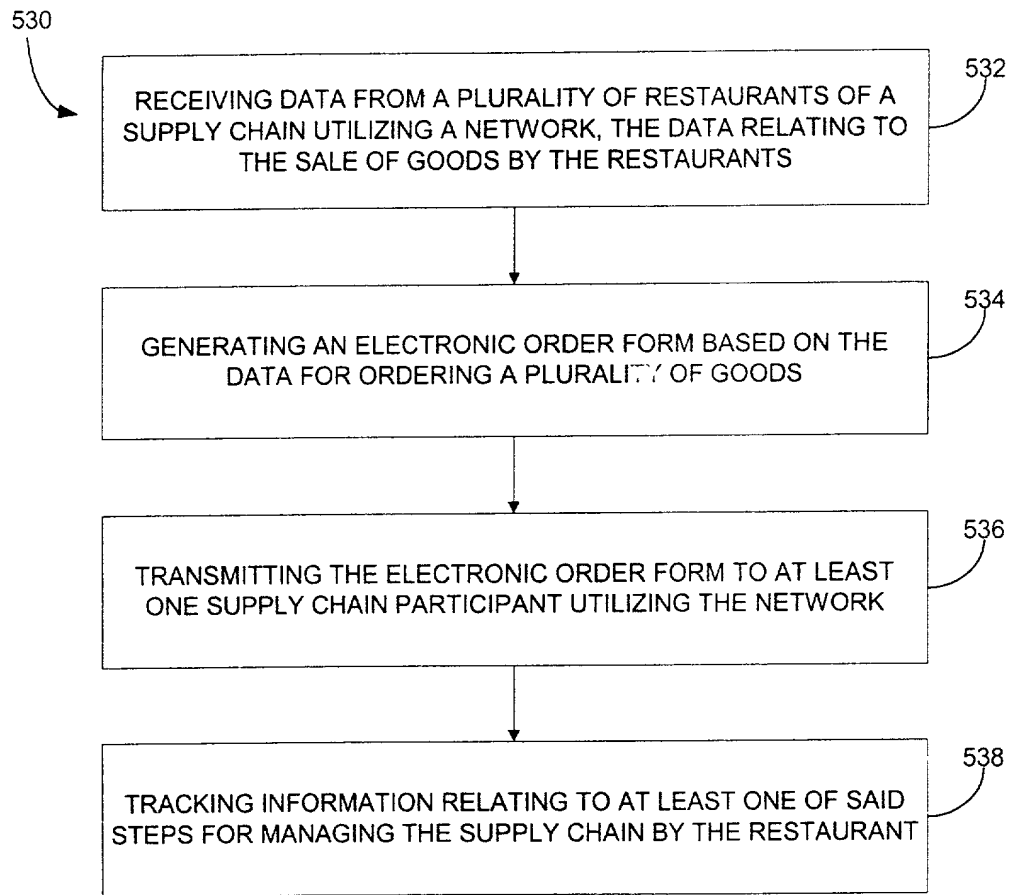 530
532
RECEIVING DATA FROM A PLURALITY OF RESTAURANTS OF A
SUPPLY CHAIN UTILIZING A NETWORK, THE DATA RELATING TO
THE SALE OF GOODS BY THE RESTAURANTS
534
GENERATING AN ELECTRONIC ORDER FORM BASED ON THE
DATA FOR ORDERING A PLURALITY OF GOODS
536
TRANSMITTING THE ELECTRONIC ORDER FORM TO AT LEAST
ONE SUPPLY CHAIN PARTICIPANT UTILIZING THE NETWORK
538
TRACKING INFORMATION RELATING TO AT LEAST ONE OF SAID
STEPS FOR MANAGING THE SUPPLY CHAIN BY THE RESTAURANT